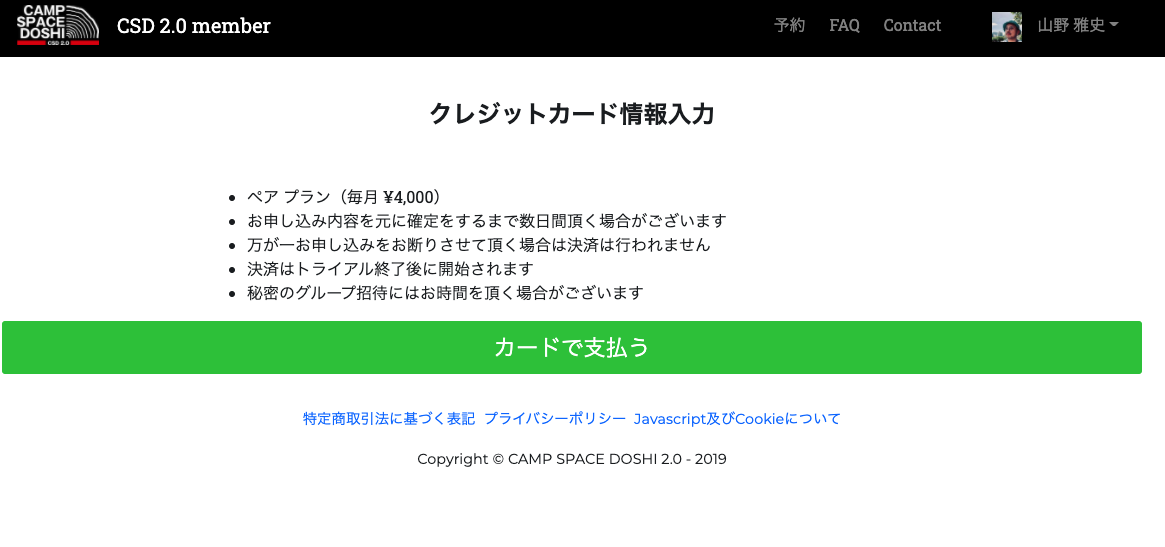 CAMP
SPACE
DOSHI
CSD 2.0
CSD 2.0 member
予約 FAQ Contact 山野 雅史
クレジットカード情報入力
ペア プラン（毎月 ¥4,000）
お申し込み内容を元に確定をするまで数日間頂く場合がございます
万が一お申し込みをお断りさせて頂く場合は決済は行われません
決済はトライアル終了後に開始されます
秘密のグループ招待にはお時間を頂く場合がございます
カードで支払う
特定商取引法に基づく表記 プライバシーポリシー Javascript及びCookieについて
Copyright © CAMP SPACE DOSHI 2.0 - 2019